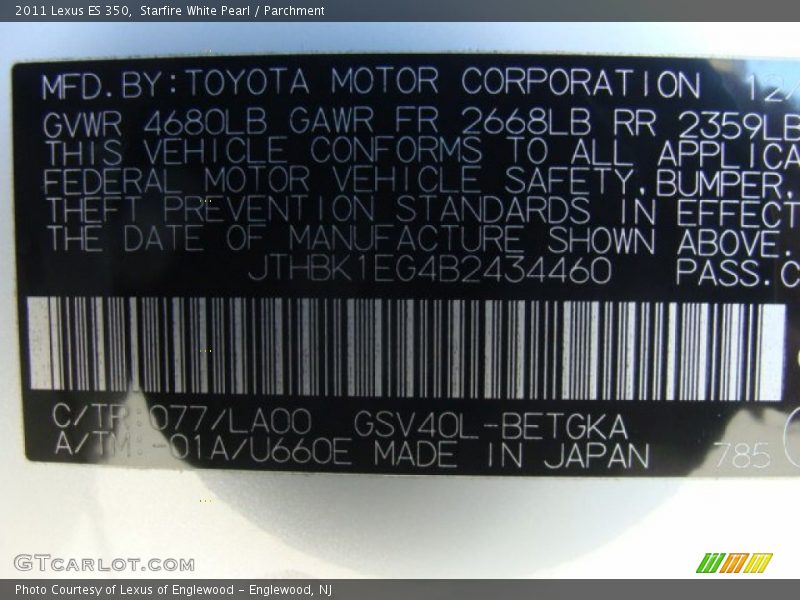 2011 Lexus ES 350, Starfire White Pearl / Parchment
MFD. BY: TOYOTA MOTOR CORPORATION 12/
GVWR 4680LB GAWR FR 2668LB RR 2359LB
THIS VEHICLE CONFORMS TO ALL APPLICA
FEDERAL MOTOR VEHICLE SAFETY, BUMPER,
THEFT PREVENTION STANDARDS IN EFFECT
THE DATE OF MANUFACTURE SHOWN ABOVE.
JTHBK1EG4B2434460 PASS. C
C/TR: 077/LA00 GSV40L-BETGKA
A/TM: -01A/U660E MADE IN JAPAN 785
GTCARLOT.COM
Photo Courtesy of Lexus of Englewood - Englewood, NJ